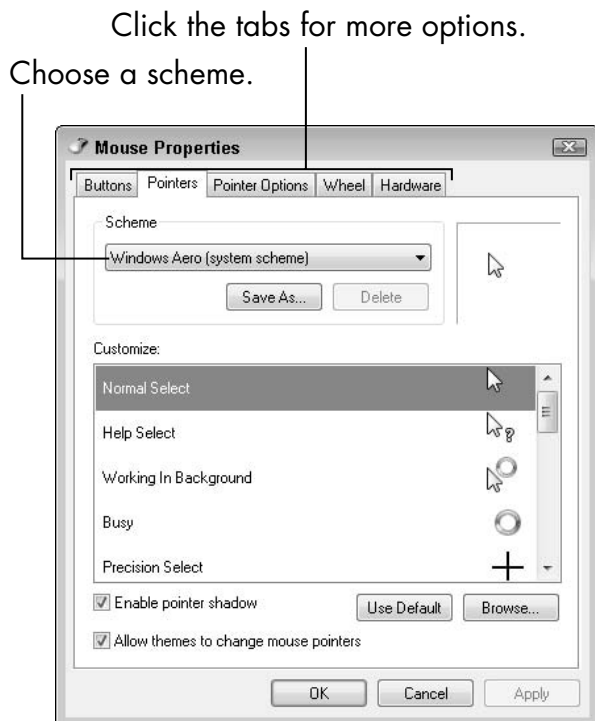 Click the tabs for more options.
Choose a scheme.
Mouse Properties
Buttons Pointers Pointer Options Wheel Hardware
Scheme
Windows Aero (system scheme)
Save As... Delete
Customize:
Normal Select
Help Select
Working In Background
Busy
Precision Select
Enable pointer shadow Use Default Browse...
Allow themes to change mouse pointers
OK Cancel Apply